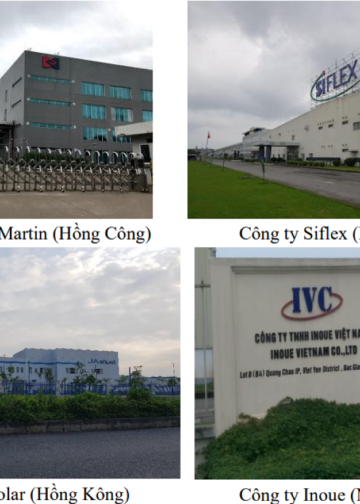 SIFLEX
Martin (Hồng Công)
Công ty Siflex (
JA SOLAR
IVC
CÔNG TY TNHH INOUE VIỆT NA
INOUE VIETNAM CO.,LTD
Lot D (BA) Quang Chau IP, Viet Yen District , Bac Gia
olar (Hồng Kông)
Công ty Inoue (